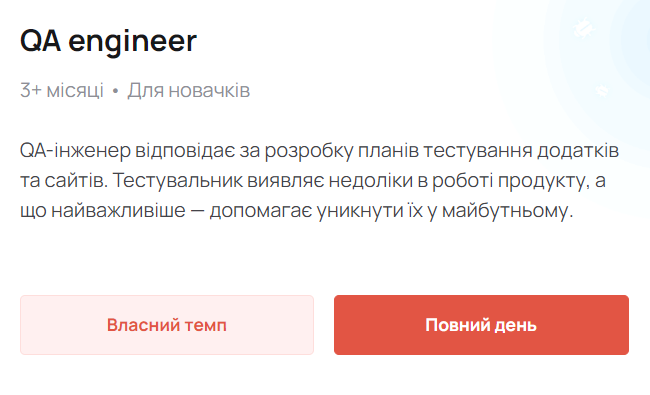 QA engineer
3+ місяці • Для новачків
QA-інженер відповідає за розробку планів тестування додатків
та сайтів. Тестувальник виявляє недоліки в роботі продукту, а
що найважливіше — допомагає уникнути їх у майбутньому.
Власний темп
Повний день